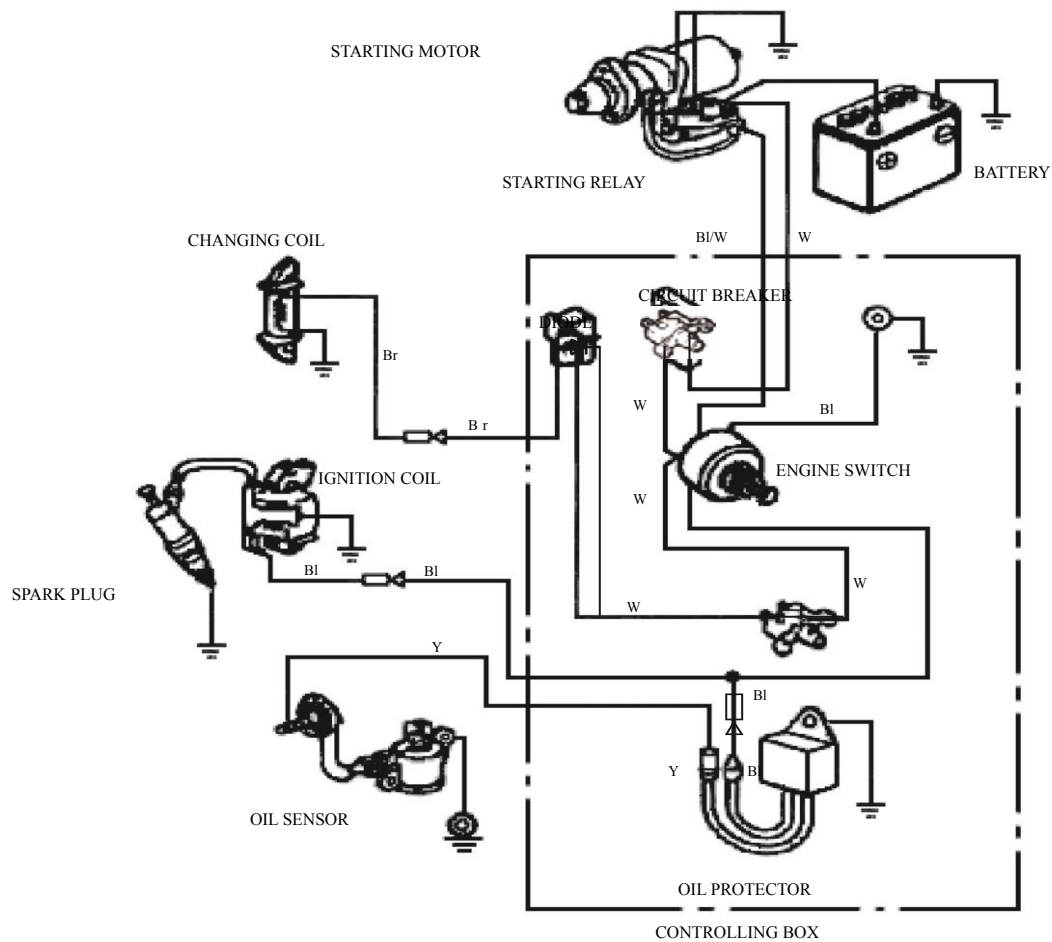 STARTING MOTOR
BATTERY
STARTING RELAY
CHANGING COIL
Bl/W
W
CIRCUIT BREAKER
DIODE
Br
W
Bl
B r
IGNITION COIL
ENGINE SWITCH
W
Bl
Bl
W
SPARK PLUG
W
Y
Bl
Y
Bl
OIL SENSOR
OIL PROTECTOR
CONTROLLING BOX